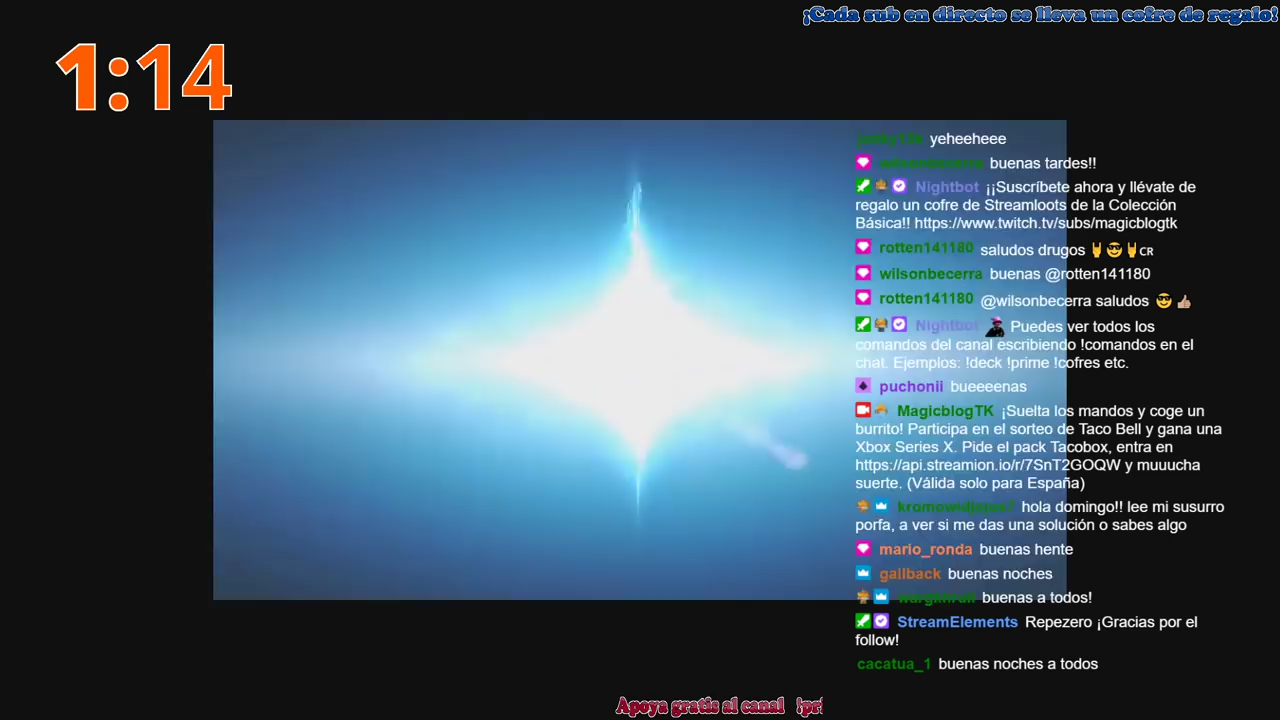 ¡Cada sub en directo se lleva un cofre de regalo!
1:14
yeheeheee
wilsonbecerra buenas tardes!!
Nightbot ¡¡Suscríbete ahora y llévate de
regalo un cofre de Streamloots de la Colección
Básica!! https://www.twitch.tv/subs/magicblogtk
rotten141180 saludos drugos 🤘😎🤘CR
wilsonbecerra buenas @rotten141180
rotten141180 @wilsonbecerra saludos 😎👍🏼
Nightbot Puedes ver todos los
comandos del canal escribiendo !comandos en el
chat. Ejemplos: !deck !prime !cofres etc.
puchonii bueeeenas
MagicblogTK ¡Suelta los mandos y coge un
burrito! Participa en el sorteo de Taco Bell y gana una
Xbox Series X. Pide el pack Tacobox, entra en
https://api.streamion.io/r/7SnT2GOQW y muuucha
suerte. (Válida solo para España)
hola domingo!! lee mi susurro
porfa, a ver si me das una solución o sabes algo
mario_ronda buenas hente
gailback buenas noches
buenas a todos!
StreamElements Repezero ¡Gracias por el
follow!
cacatua_1 buenas noches a todos
Apoya gratis al canal !pr